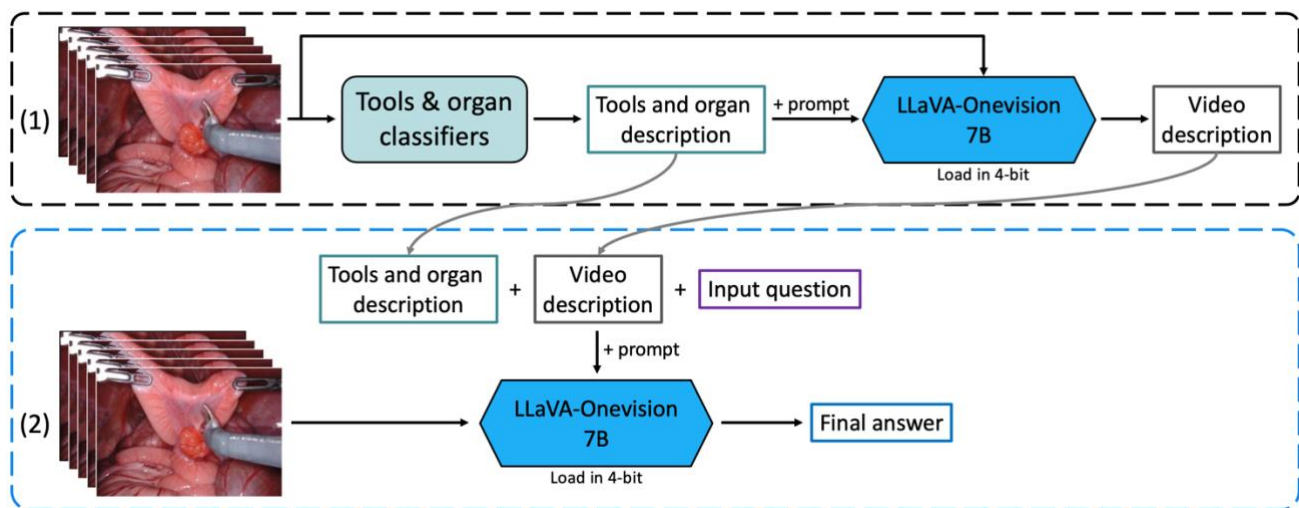 (1)
Tools & organ
classifiers
Tools and organ
description
+ prompt
LLaVA-Onevision
7B
Load in 4-bit
Video
description
Tools and organ
description
+
Video
description
+
Input question
+ prompt
(2)
LLaVA-Onevision
7B
Load in 4-bit
Final answer